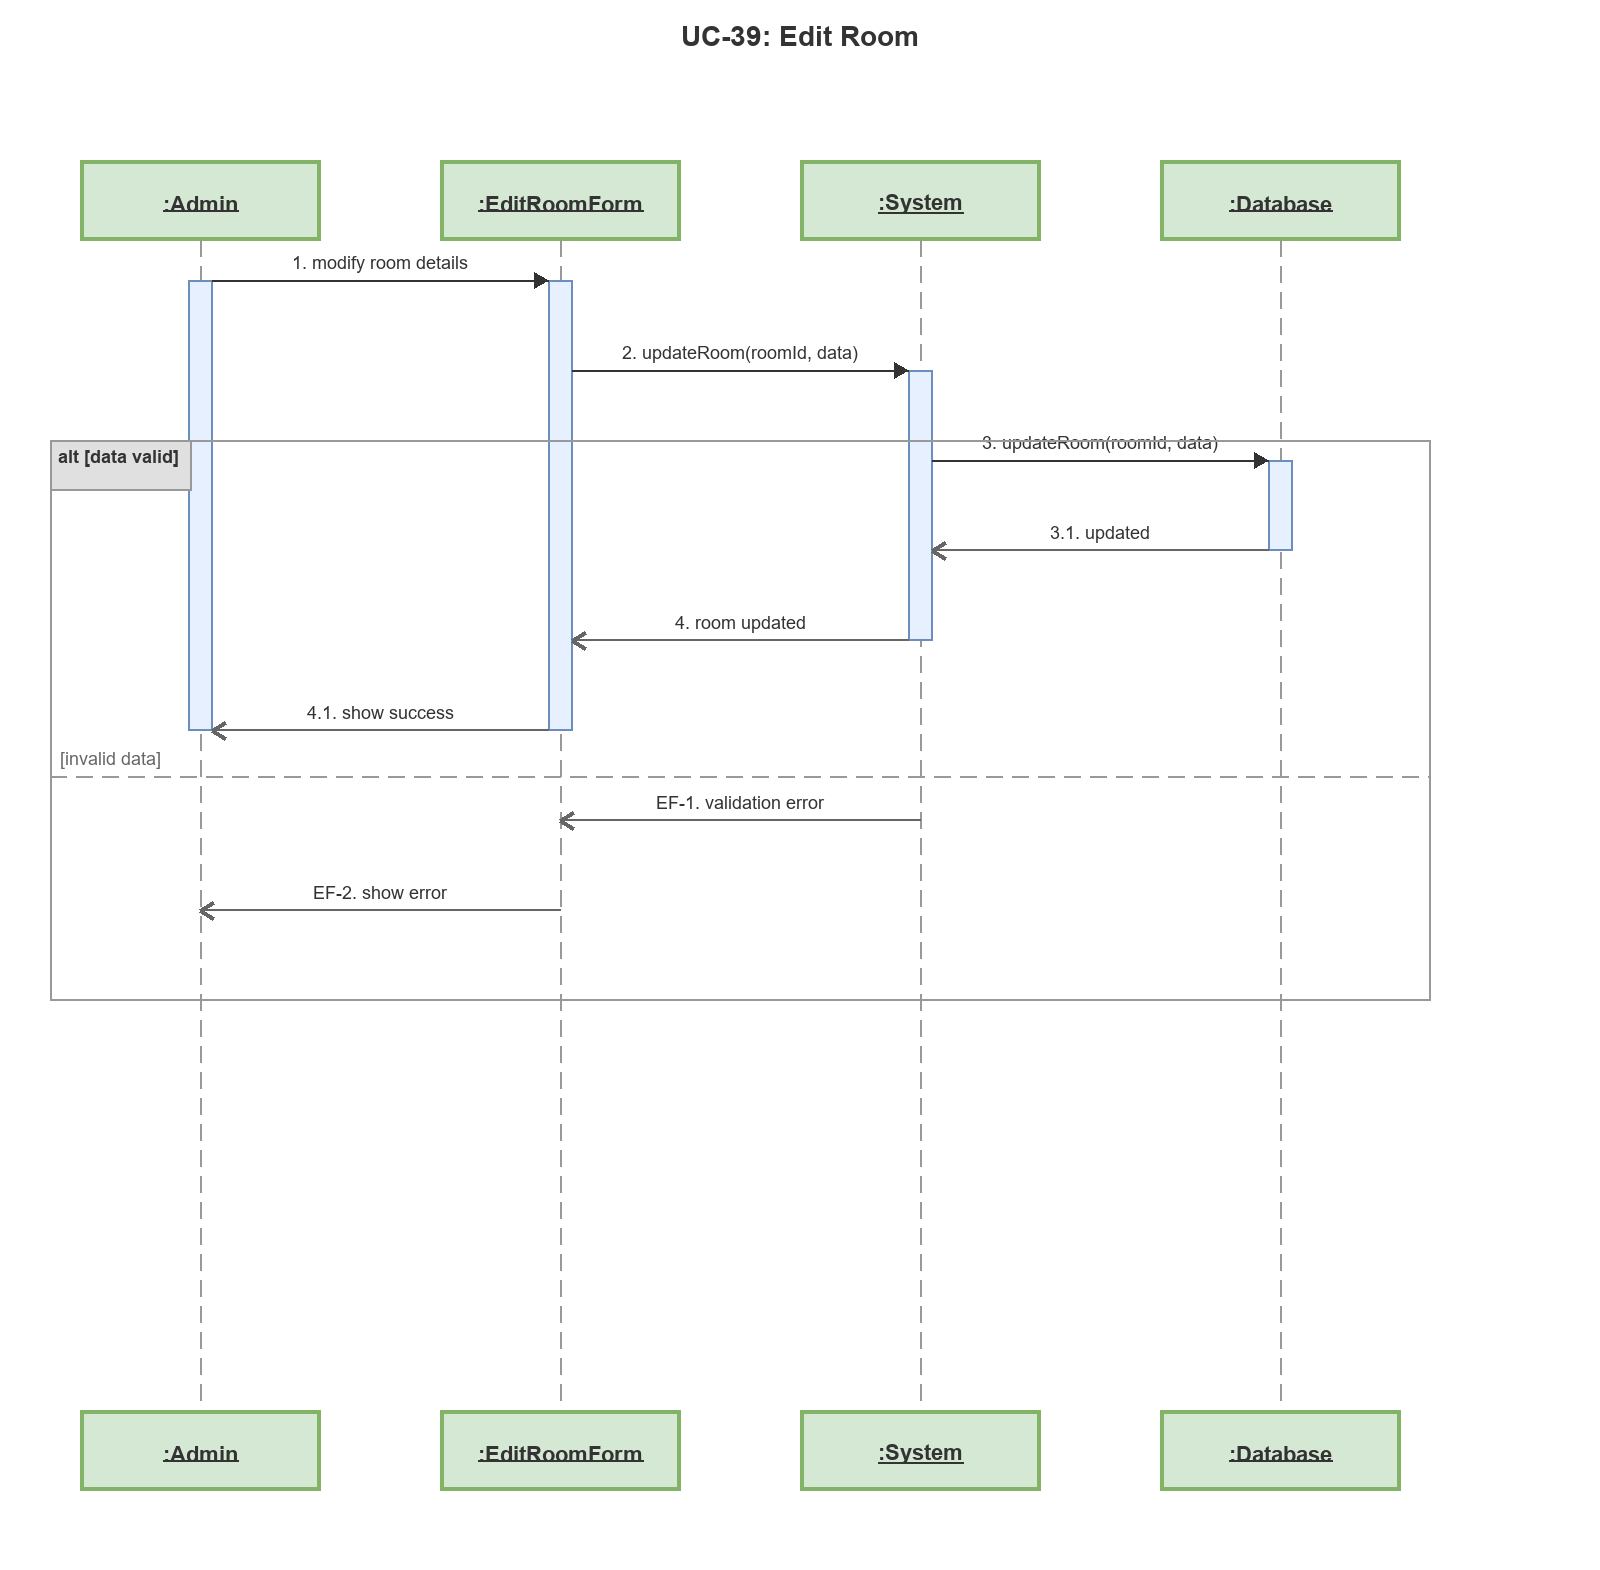 UC-39: Edit Room
:Admin
:EditRoomForm
:System
:Database
1. modify room details
2. updateRoom(roomId, data)
3. updateRoom(roomId, data)
alt [data valid]
3.1. updated
4. room updated
4.1. show success
[invalid data]
EF-1. validation error
EF-2. show error
:Admin
:EditRoomForm
:System
:Database